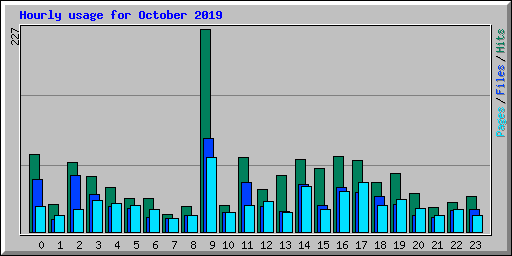 Hourly usage for October 2019
227
Pages / Files / Hits
0 1 2 3 4 5 6 7 8 9 10 11 12 13 14 15 16 17 18 19 20 21 22 23